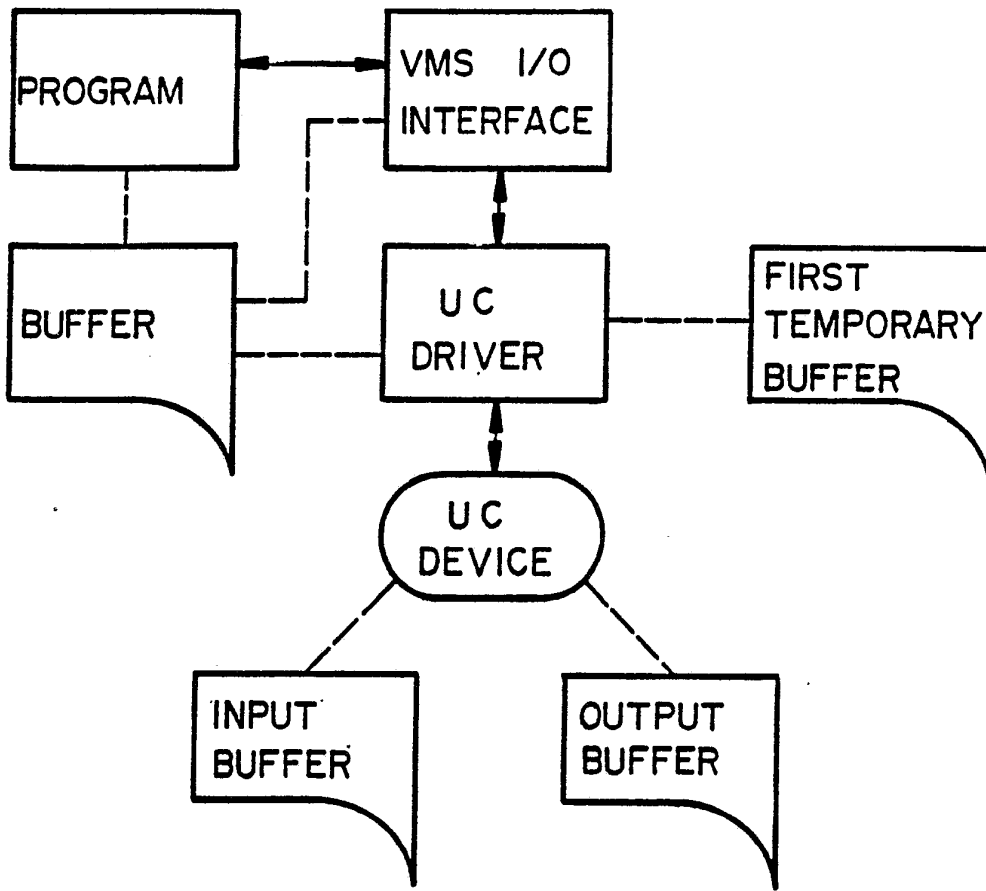 PROGRAM
VMS I/O
INTERFACE
BUFFER
UC
DRIVER
FIRST
TEMPORARY
BUFFER
UC
DEVICE
INPUT
BUFFER
OUTPUT
BUFFER